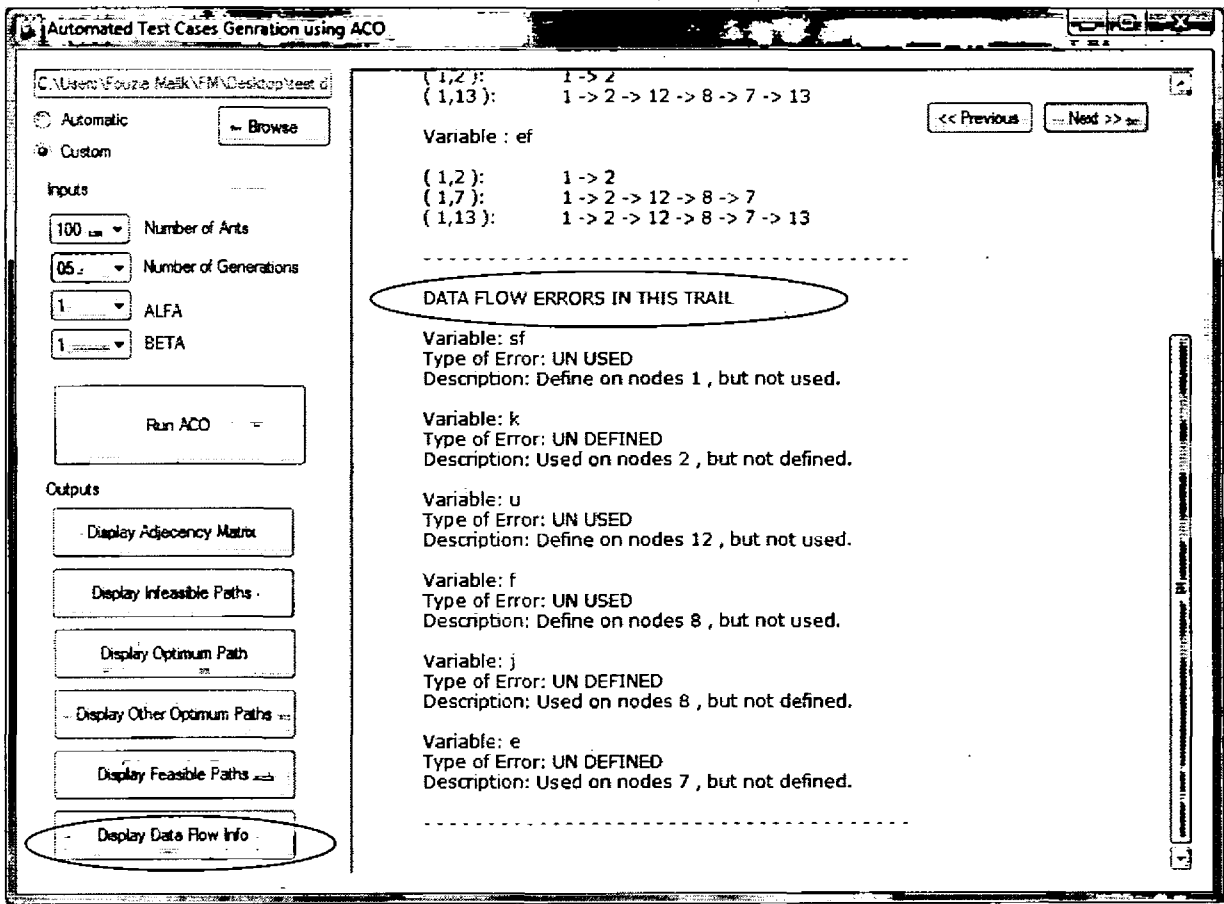 Automated Test Cases Genration using ACO
C:\Users\Fouzia Malik\FM\Desktop\test d
Automatic
Browse
Custom
Inputs
100
Number of Ants
05
Number of Generations
1
ALFA
1
BETA
Run ACO
Outputs
Display Adjecency Matrix
Display Infeasible Paths
Display Optimum Path
Display Other Optimum Paths
Display Feasible Paths
Display Data Flow Info
<< Previous
Next >>
( 1,2 ): 1 -> 2
( 1,13 ): 1 -> 2 -> 12 -> 8 -> 7 -> 13
Variable : ef
( 1,2 ): 1 -> 2
( 1,7 ): 1 -> 2 -> 12 -> 8 -> 7
( 1,13 ): 1 -> 2 -> 12 -> 8 -> 7 -> 13
DATA FLOW ERRORS IN THIS TRAIL
Variable: sf
Type of Error: UN USED
Description: Define on nodes 1 , but not used.
Variable: k
Type of Error: UN DEFINED
Description: Used on nodes 2 , but not defined.
Variable: u
Type of Error: UN USED
Description: Define on nodes 12 , but not used.
Variable: f
Type of Error: UN USED
Description: Define on nodes 8 , but not used.
Variable: j
Type of Error: UN DEFINED
Description: Used on nodes 8 , but not defined.
Variable: e
Type of Error: UN DEFINED
Description: Used on nodes 7 , but not defined.